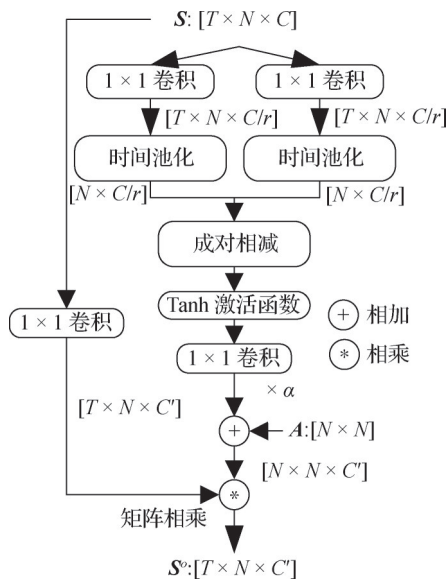 S: [T × N × C]
1 × 1 卷积
1 × 1 卷积
[T × N × C/r]
[T × N × C/r]
时间池化
时间池化
[N × C/r]
[N × C/r]
成对相减
Tanh 激活函数
1 × 1 卷积
1 × 1 卷积
+ 相加
* 相乘
× α
[T × N × C′]
+
A:[N × N]
[N × N × C′]
*
矩阵相乘
Sᵒ:[T × N × C′]